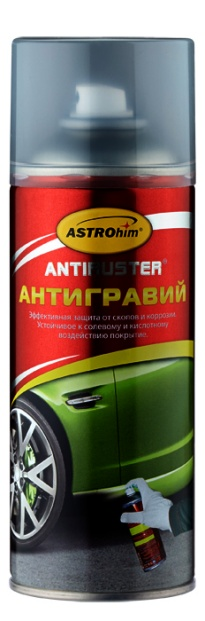 ASTROhim®
ANTIRUSTER®
АНТИГРАВИЙ
Эффективная защита от сколов и коррозии.
Устойчивое к солевому и кислотному
воздействию покрытие.